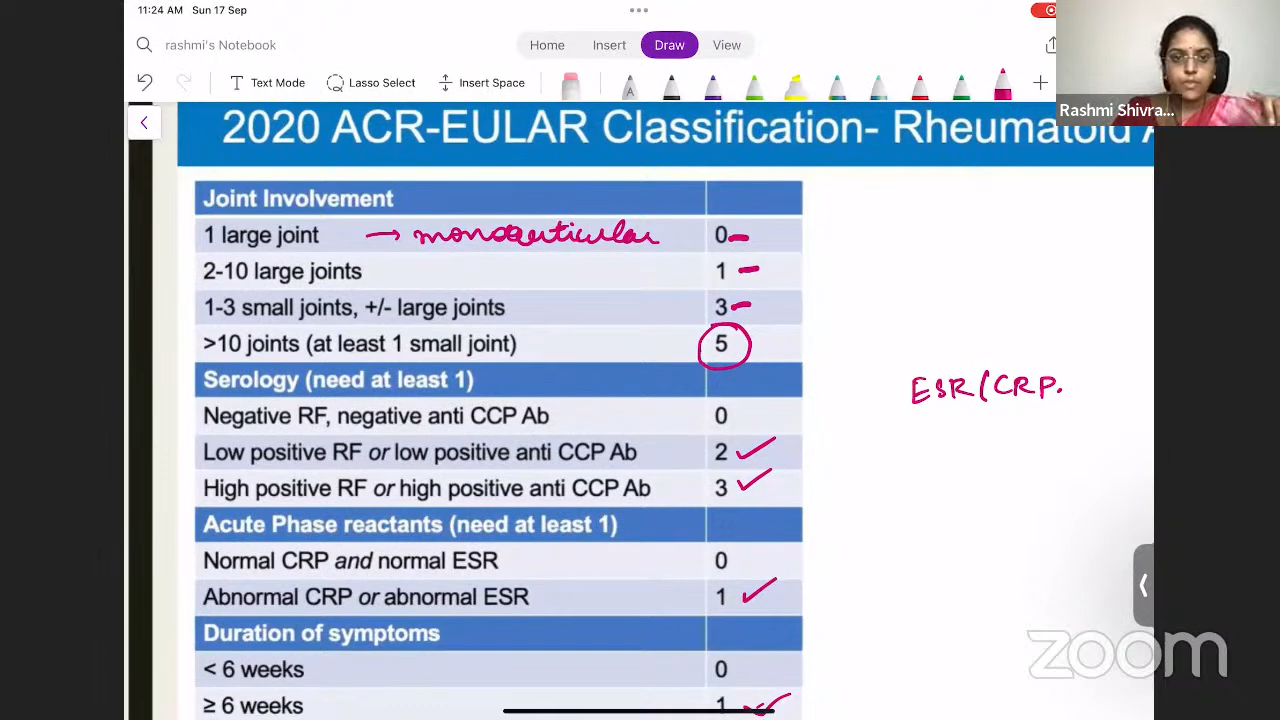 11:24 AM Sun 17 Sep
rashmi's Notebook
Home Insert Draw View
Text Mode Lasso Select Insert Space
A
Rashmi Shivra...
2020 ACR-EULAR Classification- Rheumatoid A
Joint Involvement
1 large joint → monoarticular 0
2-10 large joints 1
1-3 small joints, +/- large joints 3
>10 joints (at least 1 small joint) 5
Serology (need at least 1)
Negative RF, negative anti CCP Ab 0
ESR/CRP.
Low positive RF or low positive anti CCP Ab 2
High positive RF or high positive anti CCP Ab 3
Acute Phase reactants (need at least 1)
Normal CRP and normal ESR 0
Abnormal CRP or abnormal ESR 1
Duration of symptoms
< 6 weeks 0
≥ 6 weeks 1
zoom